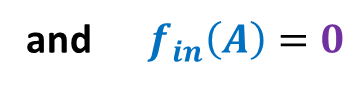 and f_in(A) = 0